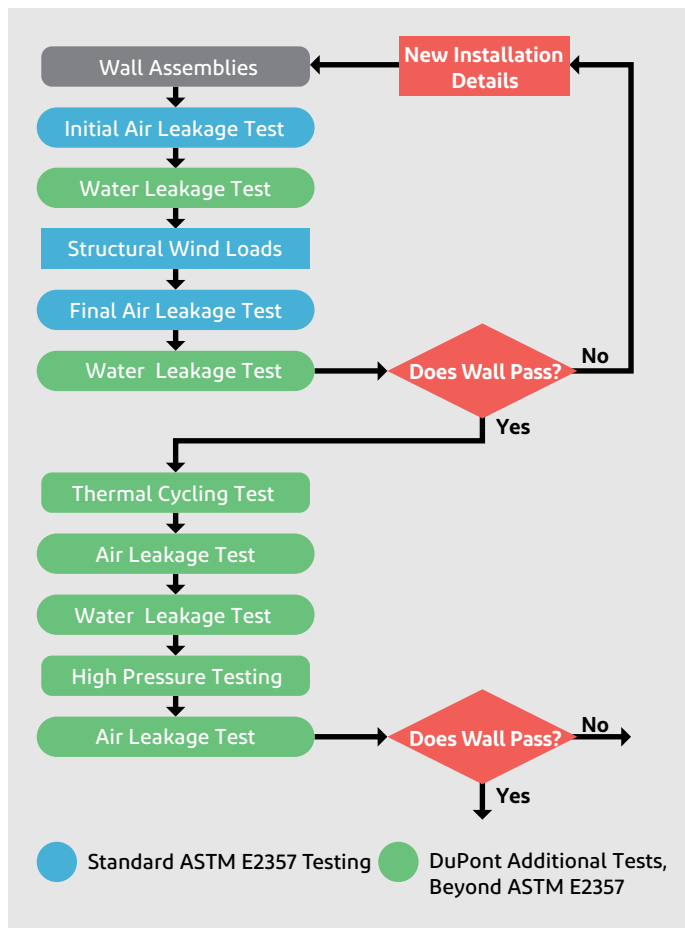 Wall Assemblies
New Installation
Details
Initial Air Leakage Test
Water Leakage Test
Structural Wind Loads
Final Air Leakage Test
Water Leakage Test
Does Wall Pass?
No
Yes
Thermal Cycling Test
Air Leakage Test
Water Leakage Test
High Pressure Testing
Air Leakage Test
Does Wall Pass?
No
Yes
Standard ASTM E2357 Testing
DuPont Additional Tests,
Beyond ASTM E2357